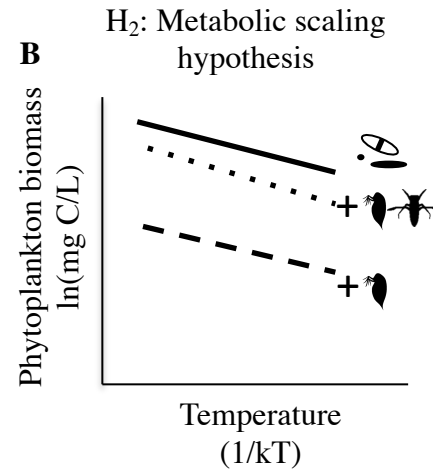 H₂: Metabolic scaling
hypothesis
B
Phytoplankton biomass
ln(mg C/L)
+
+
Temperature
(1/kT)